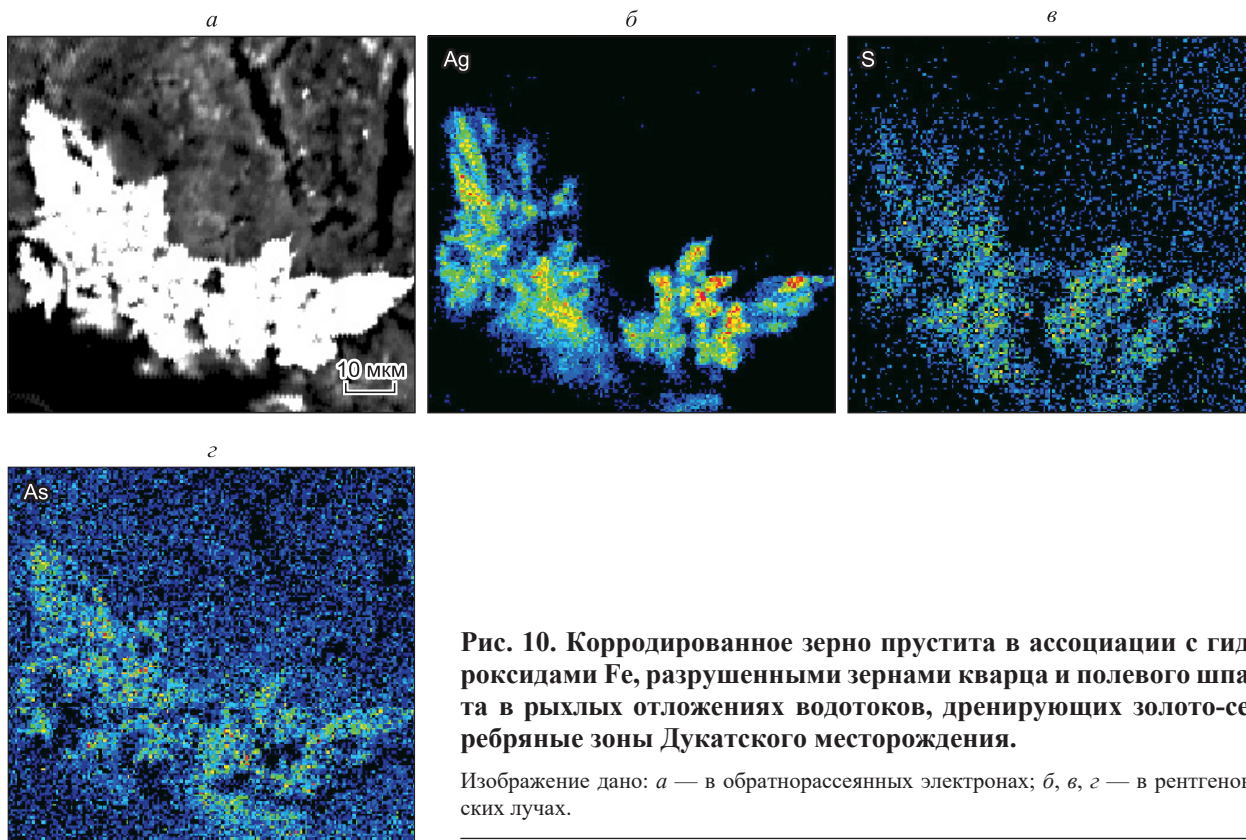 а
б
в
Ag
S
10 мкм
г
As
Рис. 10. Корродированное зерно прустита в ассоциации с гид-
роксидами Fe, разрушенными зернами кварца и полевого шпа-
та в рыхлых отложениях водотоков, дренирующих золото-се-
ребряные зоны Дукатского месторождения.
Изображение дано: а — в обратнорассеянных электронах; б, в, г — в рентгенов-
ских лучах.